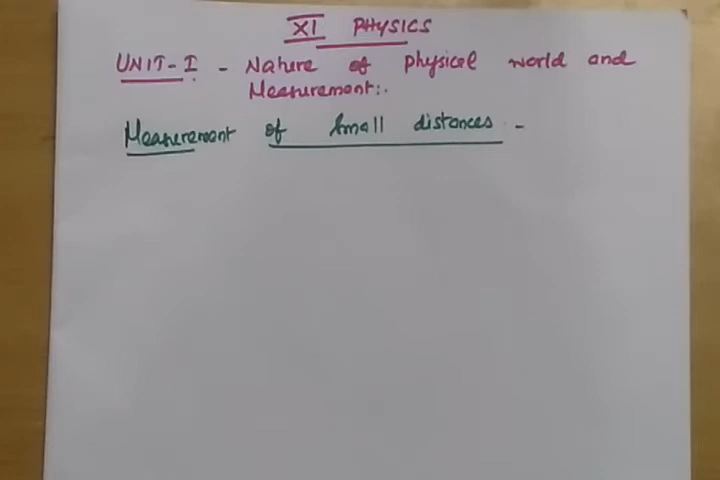 XI PHYSICS
UNIT-I - Nature of physical world and
Measurement:.
Measurement of small distances -